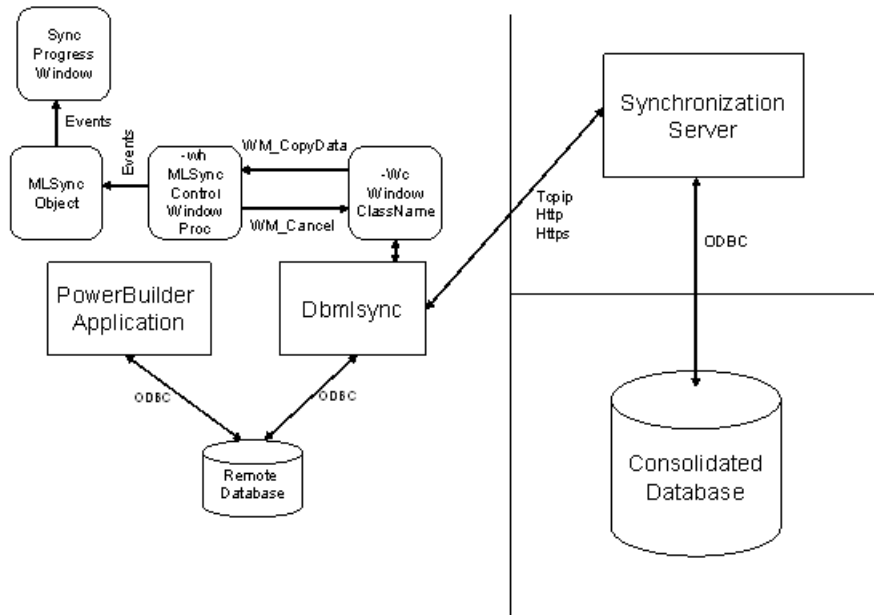 Sync
Progress
Window
Events
MLSync
Object
Events
-wh
MLSync
Control
Window
Proc
WM_CopyData
WM_Cancel
-Wc
Window
ClassName
PowerBuilder
Application
Dbmlsync
ODBC
ODBC
Remote
Database
Tcpip
Http
Https
Synchronization
Server
ODBC
Consolidated
Database